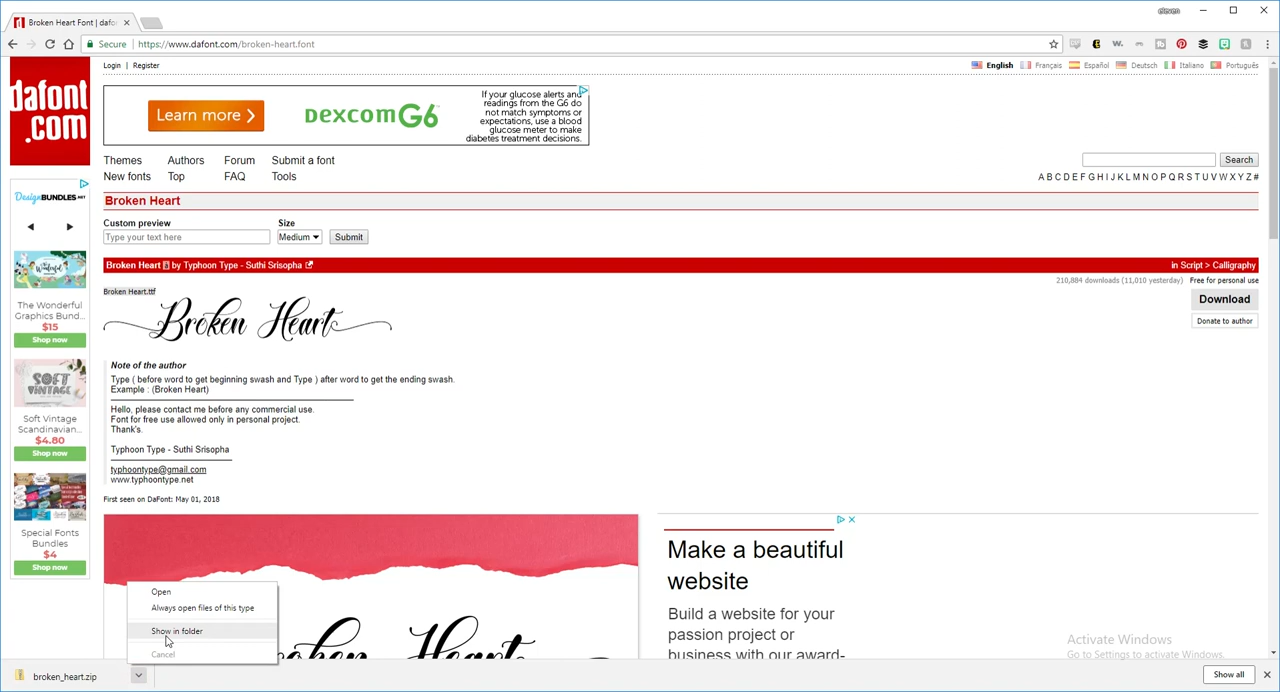 Broken Heart Font | dafo
eleven
Secure
https://www.dafont.com/broken-heart.font
Login | Register
English Français Español Deutsch Italiano Português
dafont
.com
Learn more
DEXCOM G6
If your glucose alerts and
readings from the G6 do
not match symptoms or
expectations, use a blood
glucose meter to make
diabetes treatment decisions.
Themes Authors Forum Submit a font
New fonts Top FAQ Tools
Search
A B C D E F G H I J K L M N O P Q R S T U V W X Y Z #
DESIGNBUNDLES.NET
The Wonderful
Graphics Bund...
$15
Shop now
SOFT
VINTAGE
Soft Vintage
Scandinavian...
$4.80
Shop now
Special Fonts
Bundles
$4
Shop now
Broken Heart
Custom preview Size
Type your text here Medium Submit
Broken Heart by Typhoon Type - Suthi Srisopha in Script > Calligraphy
210,884 downloads (11,010 yesterday) Free for personal use
Broken Heart.ttf
Download
Donate to author
Broken Heart
Note of the author
Type ( before word to get beginning swash and Type ) after word to get the ending swash.
Example : (Broken Heart)
Hello, please contact me before any commercial use.
Font for free use allowed only in personal project.
Thank's.
Typhoon Type - Suthi Srisopha
typhoontype@gmail.com
www.typhoontype.net
First seen on DaFont: May 01, 2018
Make a beautiful
website
Build a website for your
passion project or
business with our award-
Open
Always open files of this type
Show in folder
Cancel
Activate Windows
Go to Settings to activate Windows.
broken_heart.zip
Show all